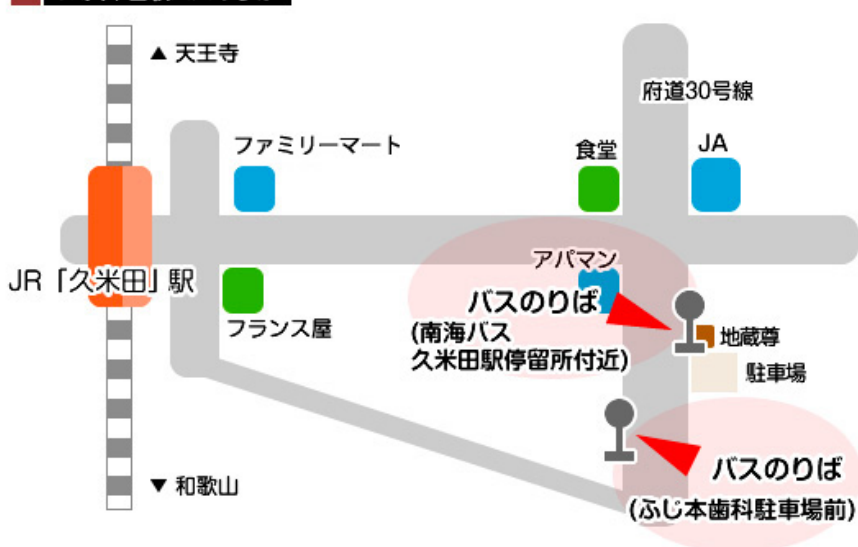 ▲ 天王寺
府道30号線
ファミリーマート
食堂
JA
JR「久米田」駅
アパマン
バスのりば
(南海バス
久米田駅停留所付近)
地蔵尊
フランス屋
駐車場
▼ 和歌山
バスのりば
(ふじ本歯科駐車場前)